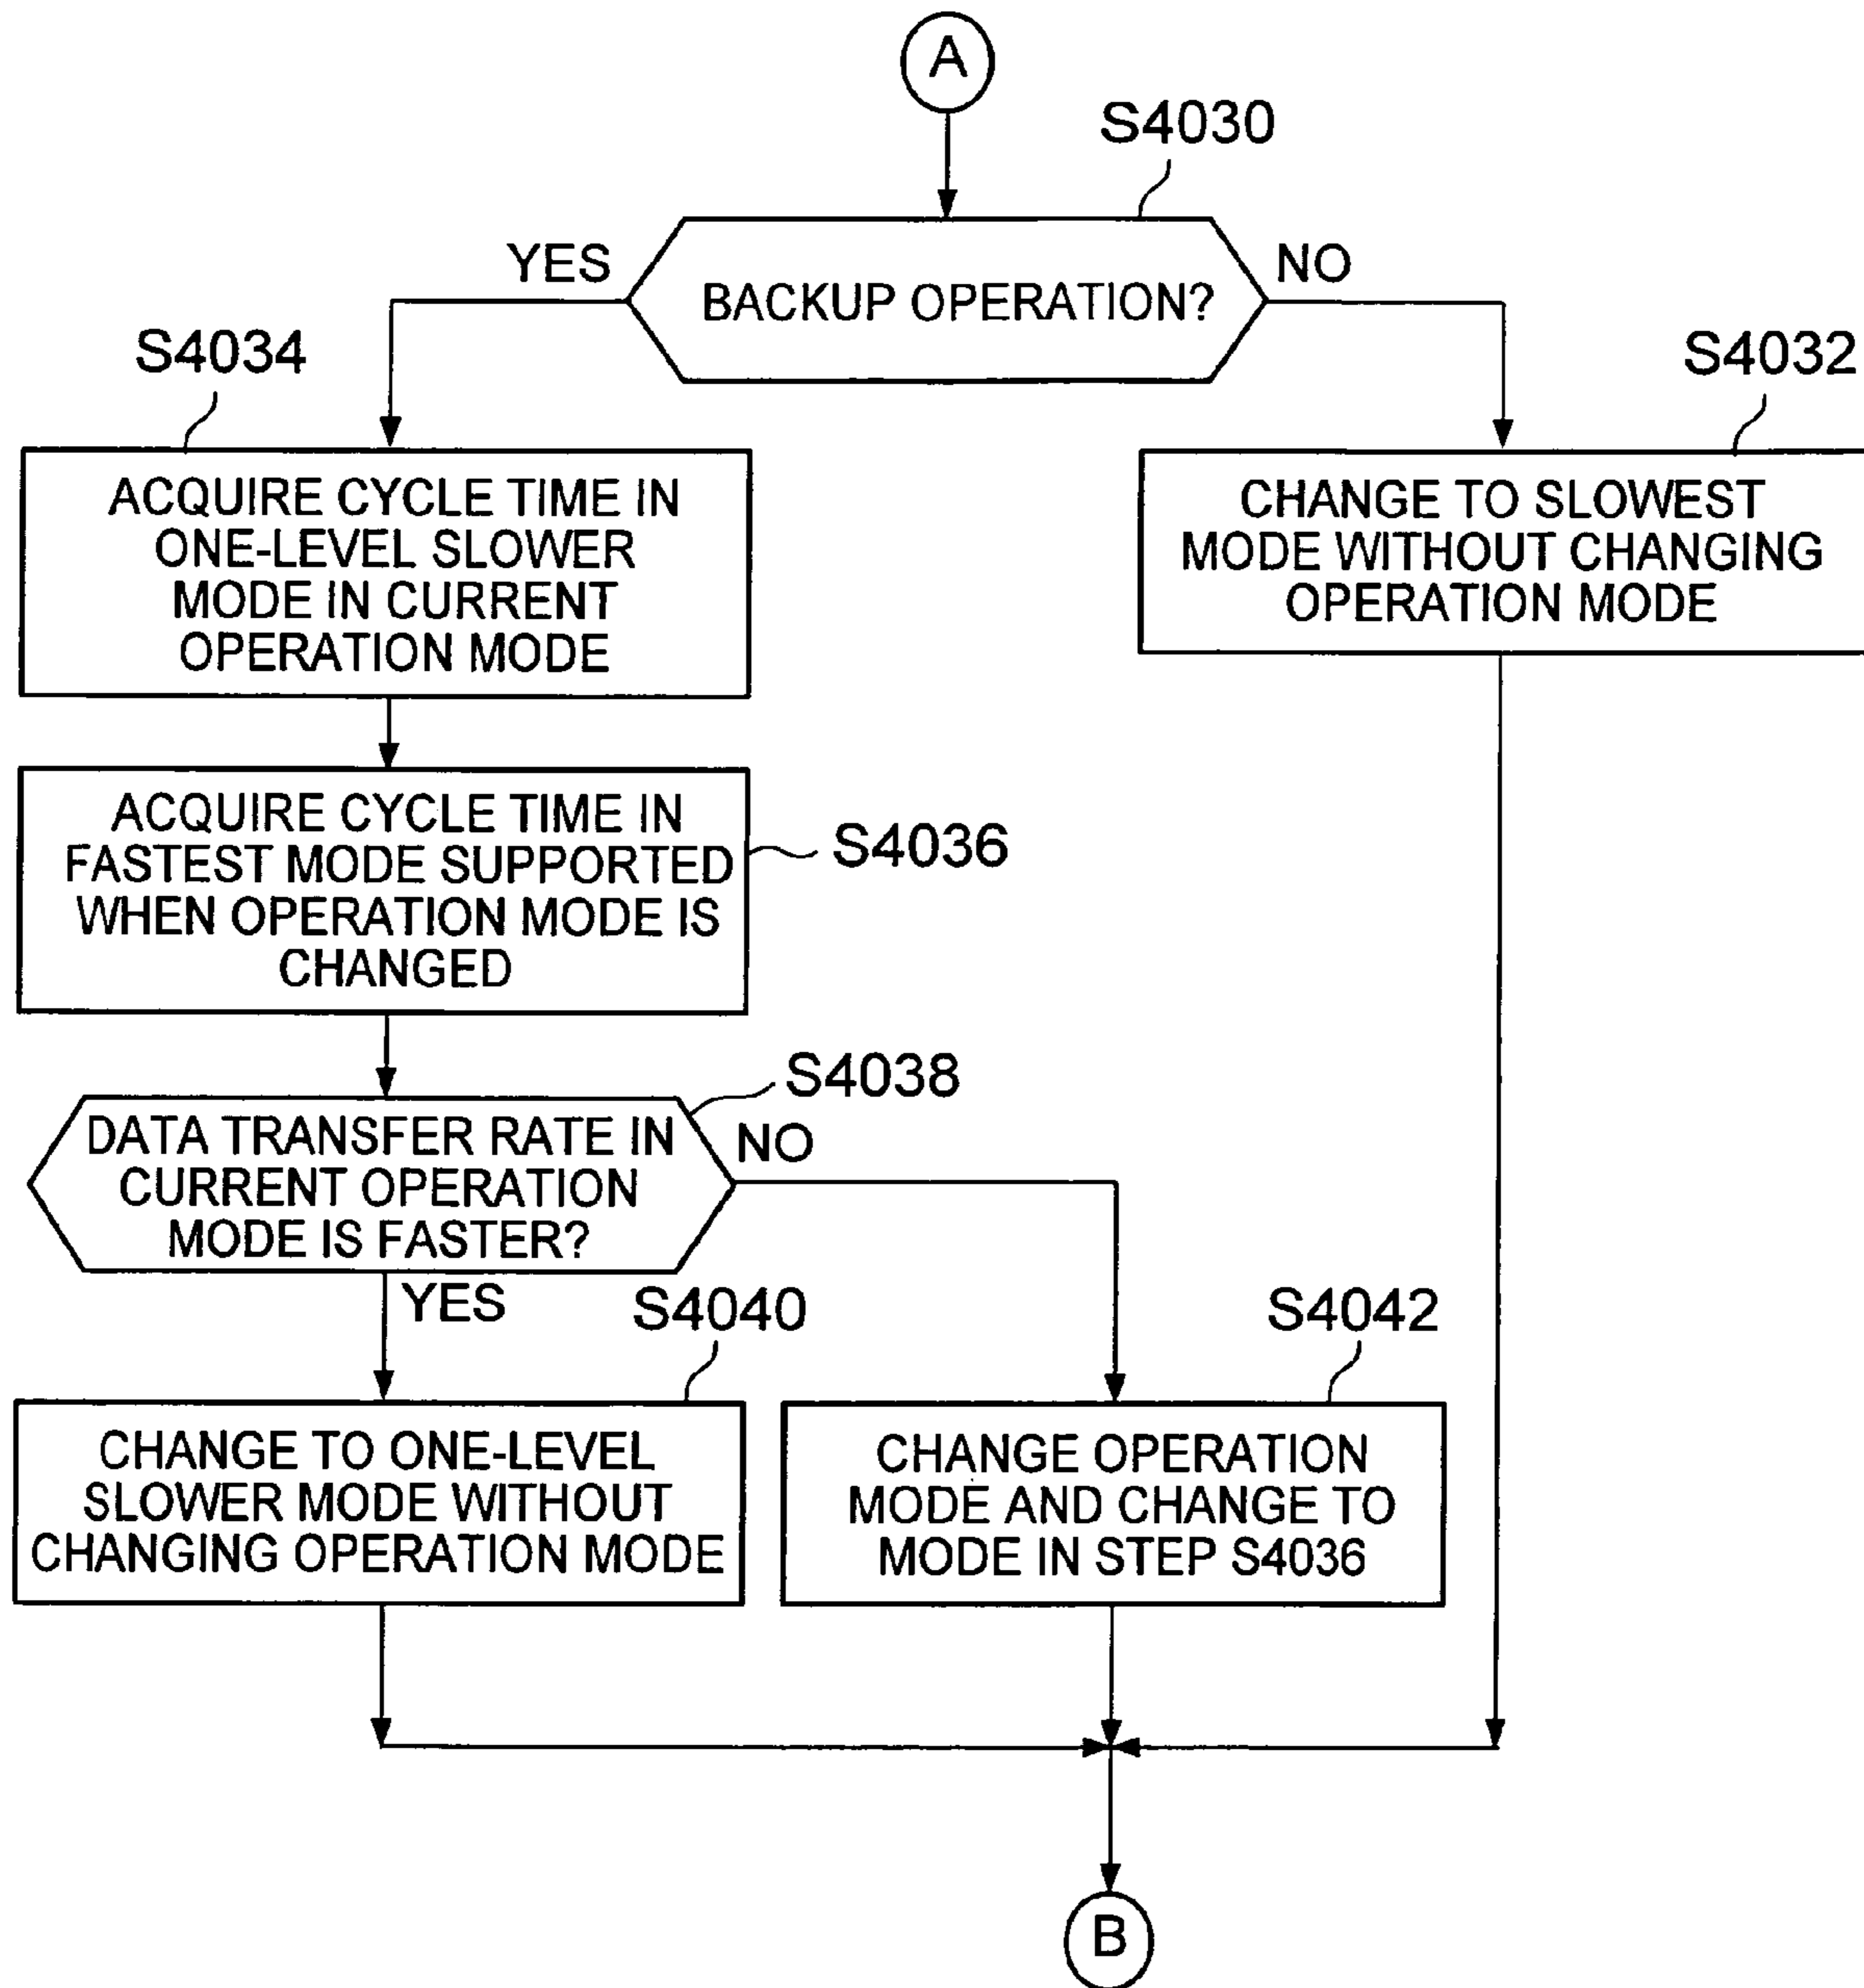 A
S4030
YES
NO
BACKUP OPERATION?
S4034
S4032
ACQUIRE CYCLE TIME IN
ONE-LEVEL SLOWER
MODE IN CURRENT
OPERATION MODE
CHANGE TO SLOWEST
MODE WITHOUT CHANGING
OPERATION MODE
ACQUIRE CYCLE TIME IN
FASTEST MODE SUPPORTED
WHEN OPERATION MODE IS
CHANGED
S4036
S4038
DATA TRANSFER RATE IN
CURRENT OPERATION
MODE IS FASTER?
NO
YES
S4040
S4042
CHANGE TO ONE-LEVEL
SLOWER MODE WITHOUT
CHANGING OPERATION MODE
CHANGE OPERATION
MODE AND CHANGE TO
MODE IN STEP S4036
B